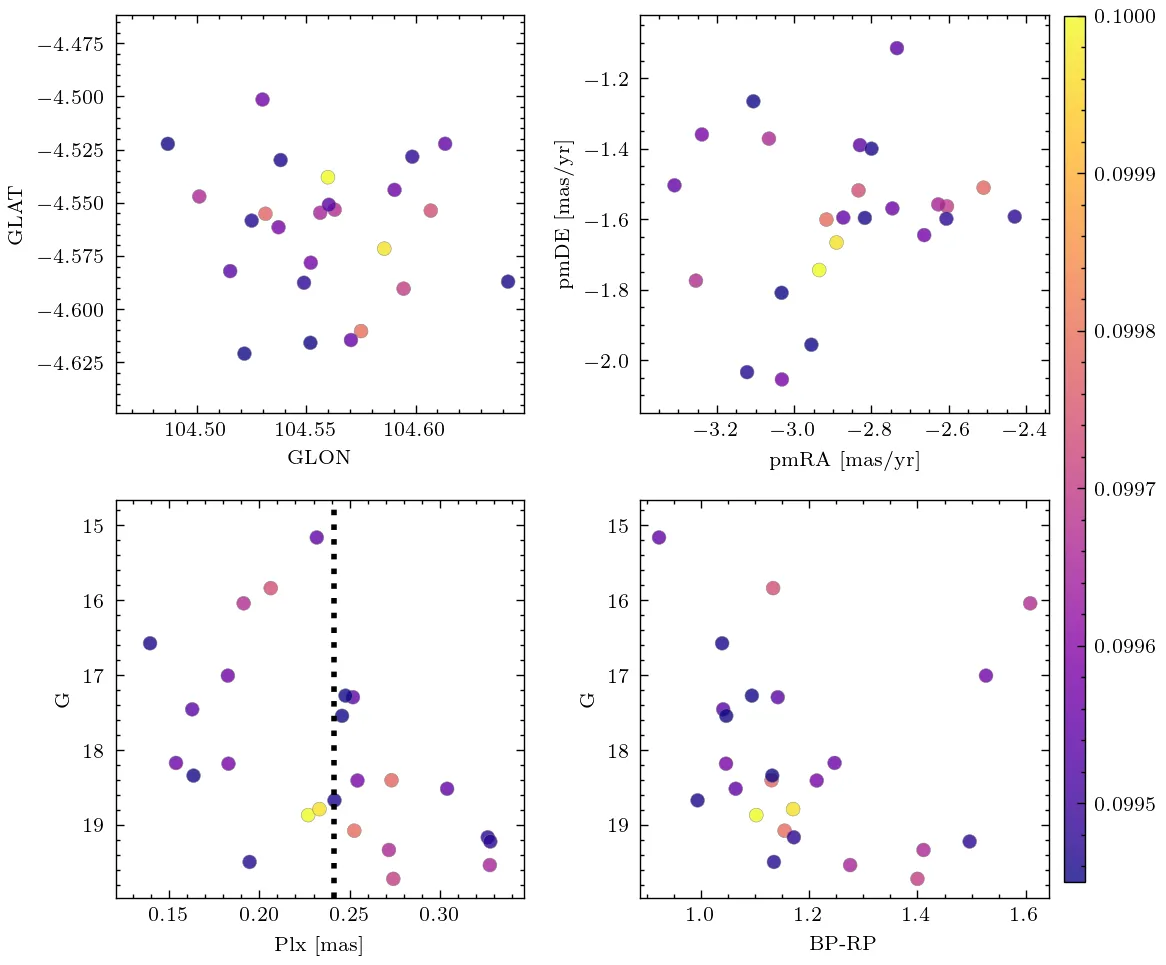 −4.475
−4.500
−4.525
−4.550
−4.575
−4.600
−4.625
GLAT
104.50 104.55 104.60
GLON
−1.2
−1.4
−1.6
−1.8
−2.0
pmDE [mas/yr]
−3.2 −3.0 −2.8 −2.6 −2.4
pmRA [mas/yr]
0.1000
0.0999
0.0998
0.0997
0.0996
0.0995
15
16
17
18
19
G
0.15 0.20 0.25 0.30
Plx [mas]
15
16
17
18
19
G
1.0 1.2 1.4 1.6
BP-RP